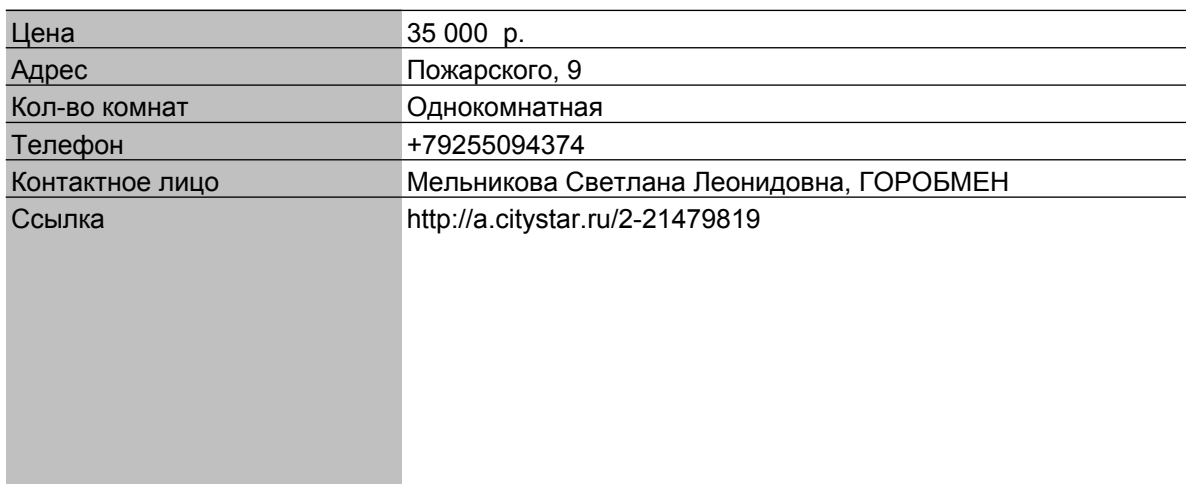 Цена 35 000 р.
Адрес Пожарского, 9
Кол-во комнат Однокомнатная
Телефон +79255094374
Контактное лицо Мельникова Светлана Леонидовна, ГОРОБМЕН
Ссылка http://a.citystar.ru/2-21479819